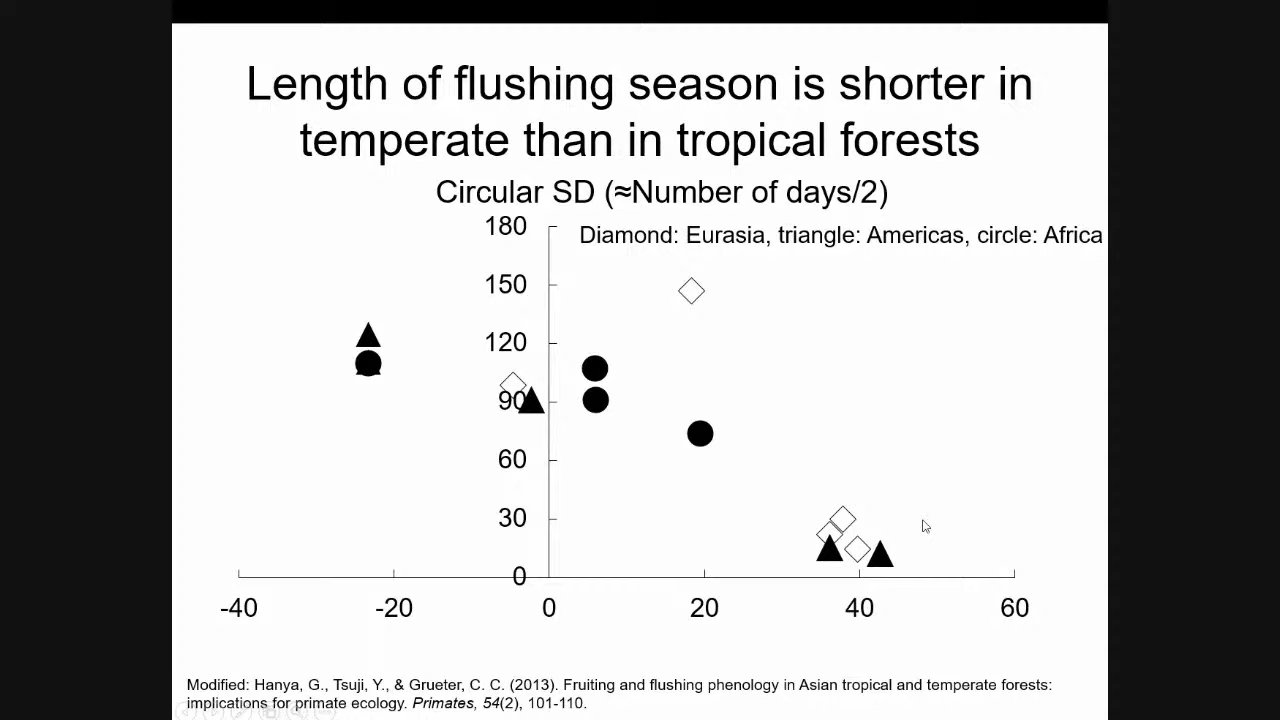 Length of flushing season is shorter in
temperate than in tropical forests
Circular SD (≈Number of days/2)
180
Diamond: Eurasia, triangle: Americas, circle: Africa
150
120
90
60
30
0
-40 -20 0 20 40 60
Modified: Hanya, G., Tsuji, Y., & Grueter, C. C. (2013). Fruiting and flushing phenology in Asian tropical and temperate forests:
implications for primate ecology. Primates, 54(2), 101-110.